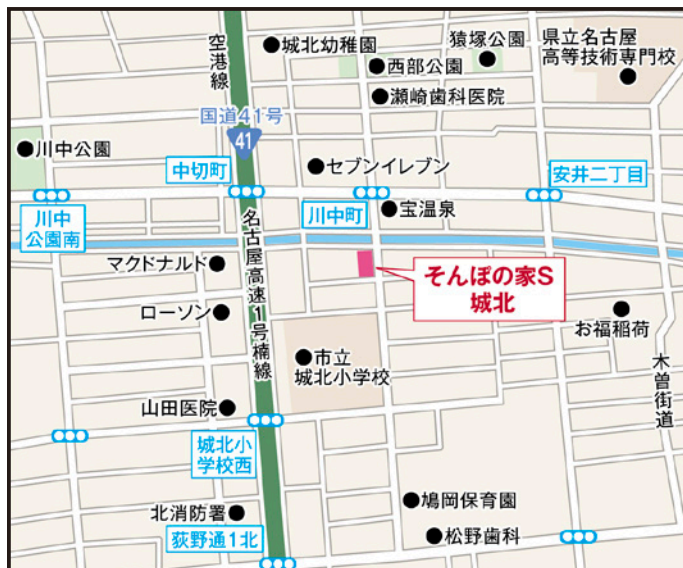 空港線
城北幼稚園
猿塚公園
県立名古屋
高等技術専門校
西部公園
瀬崎歯科医院
国道41号
41
川中公園
中切町
セブンイレブン
安井二丁目
川中
公園南
川中町
宝温泉
名古屋高速1号楠線
マクドナルド
そんぽの家S
城北
ローソン
お福稲荷
市立
城北小学校
木曽街道
山田医院
城北小
学校西
北消防署
鳩岡保育園
荻野通1北
松野歯科